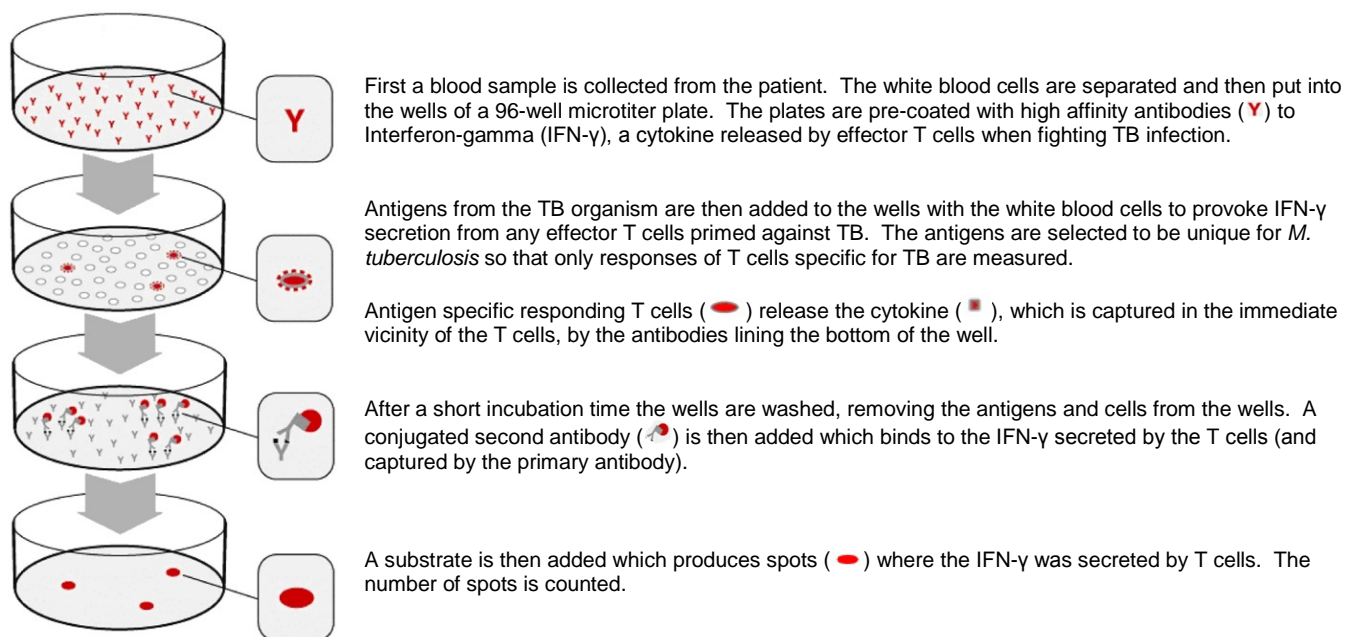 First a blood sample is collected from the patient. The white blood cells are separated and then put into
the wells of a 96-well microtiter plate. The plates are pre-coated with high affinity antibodies (Y) to
Interferon-gamma (IFN-γ), a cytokine released by effector T cells when fighting TB infection.
Y
Antigens from the TB organism are then added to the wells with the white blood cells to provoke IFN-γ
secretion from any effector T cells primed against TB. The antigens are selected to be unique for M.
tuberculosis so that only responses of T cells specific for TB are measured.
Antigen specific responding T cells ( ) release the cytokine ( ), which is captured in the immediate
vicinity of the T cells, by the antibodies lining the bottom of the well.
After a short incubation time the wells are washed, removing the antigens and cells from the wells. A
conjugated second antibody ( ) is then added which binds to the IFN-γ secreted by the T cells (and
captured by the primary antibody).
A substrate is then added which produces spots ( ) where the IFN-γ was secreted by T cells. The
number of spots is counted.